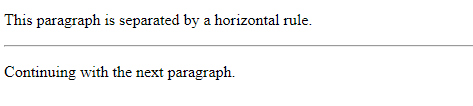 This paragraph is separated by a horizontal rule.
Continuing with the next paragraph.